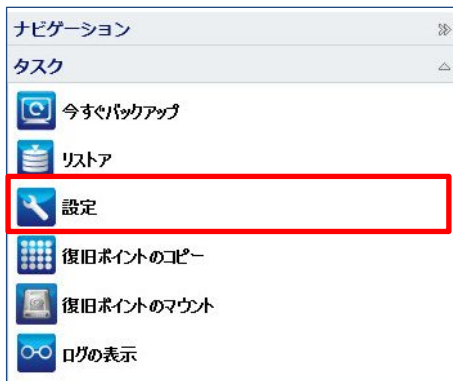 ナビゲーション
タスク
今すぐバックアップ
リストア
設定
復旧ポイントのコピー
復旧ポイントのマウント
ログの表示